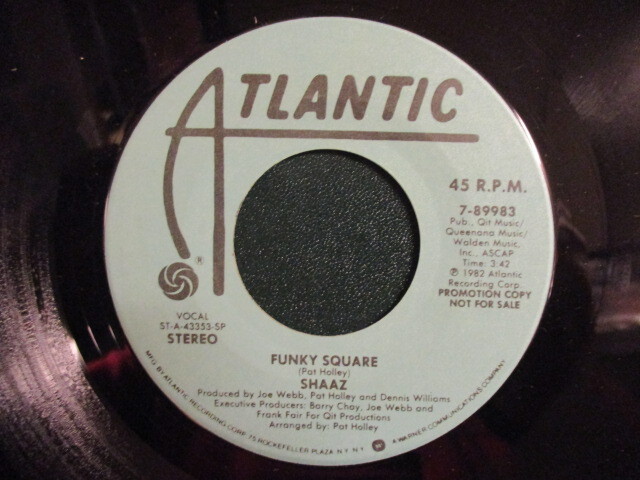 ATLANTIC
45 R.P.M.
7-89983
Pub., Qit Music/
Queenana Music/
Walden Music,
Inc., ASCAP
Time: 3:42
℗ 1982 Atlantic
Recording Corp.
PROMOTION COPY
NOT FOR SALE
®
VOCAL
ST-A-43353-SP
STEREO
FUNKY SQUARE
(Pat Holley)
SHAAZ
Produced by Joe Webb, Pat Holley and Dennis Williams
Executive Producers: Barry Chay, Joe Webb and
Frank Fair For Qit Productions
Arranged by: Pat Holley
MFG. BY ATLANTIC RECORDING CORP. 75 ROCKEFELLER PLAZA N.Y. N.Y. A WARNER COMMUNICATIONS COMPANY